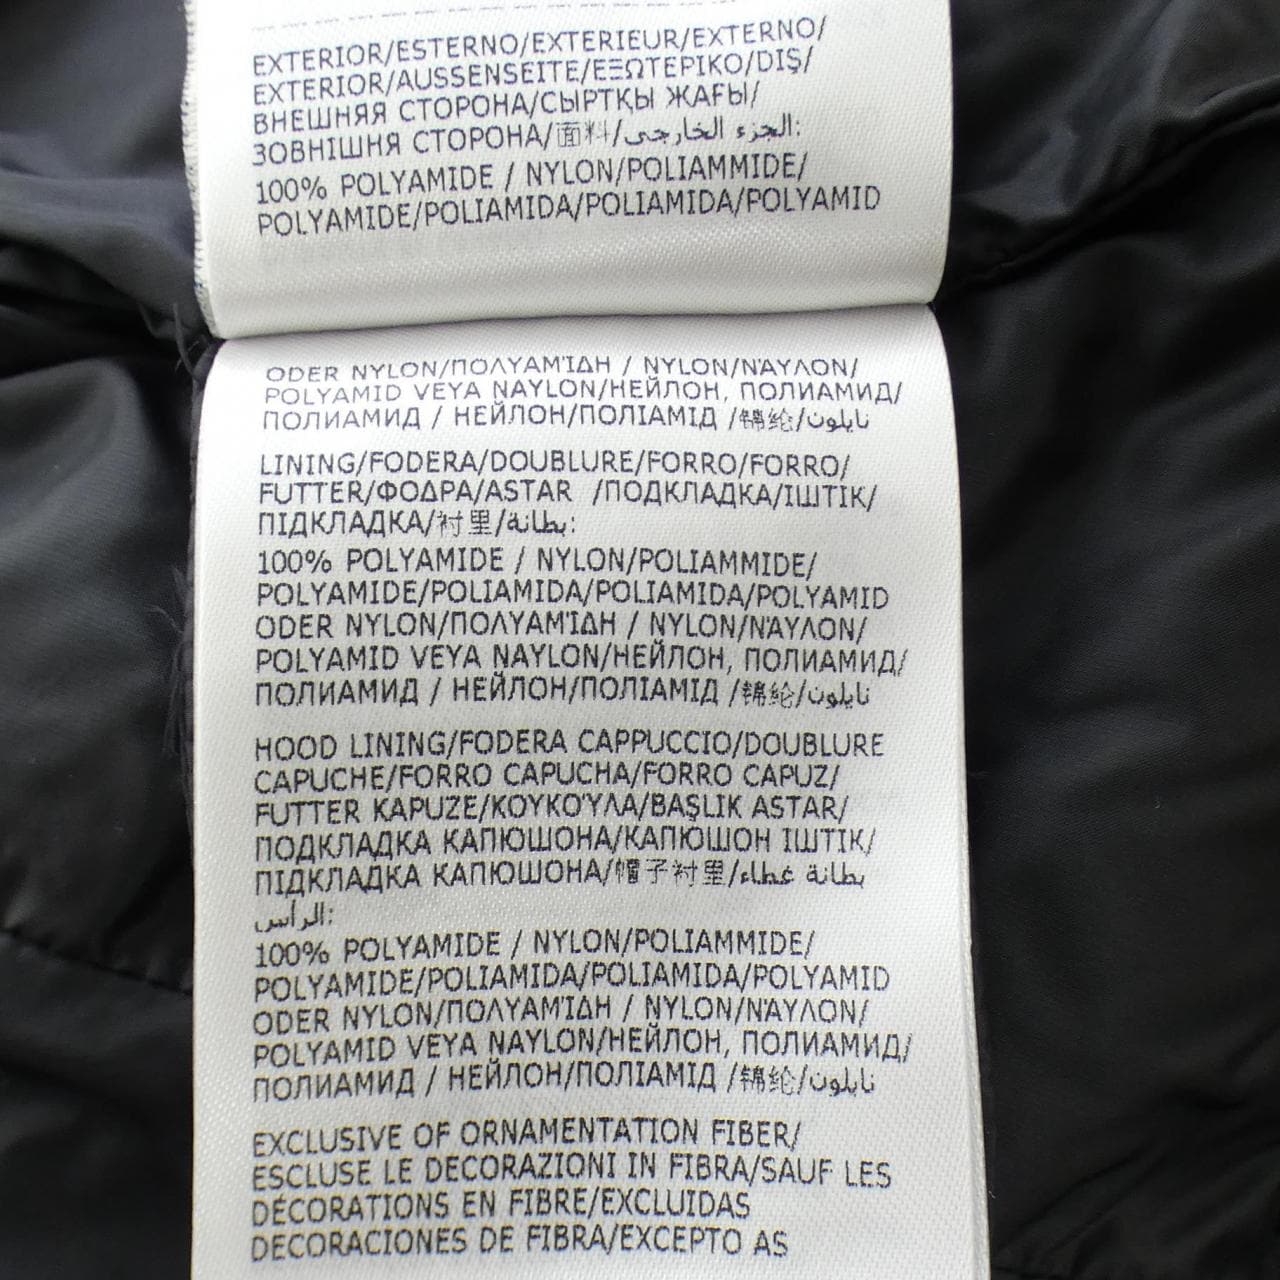 EXTERIOR/ESTERNO/EXTERIEUR/EXTERNO/
EXTERIOR/AUSSENSEITE/ΕΞΩΤΕΡΙΚΟ/DIŞ/
ВНЕШНЯЯ СТОРОНА/СЫРТҚЫ ЖАҒЫ/
ЗОВНІШНЯ СТОРОНА/面料/الجزء الخارجي:
100% POLYAMIDE / NYLON/POLIAMMIDE/
POLYAMIDE/POLIAMIDA/POLIAMIDA/POLYAMID
ODER NYLON/ΠΟΛΥΑΜΊΔΗ / NYLON/ΝΆΥΛΟΝ/
POLYAMID VEYA NAYLON/НЕЙЛОН, ПОЛИАМИД/
ПОЛИАМИД / НЕЙЛОН/ПОЛІАМІД /锦纶/نايلون
LINING/FODERA/DOUBLURE/FORRO/FORRO/
FUTTER/ΦΟΔΡΑ/ASTAR /ПОДКЛАДКА/ІШТІК/
ПІДКЛАДКА/衬里/بطانة:
100% POLYAMIDE / NYLON/POLIAMMIDE/
POLYAMIDE/POLIAMIDA/POLIAMIDA/POLYAMID
ODER NYLON/ΠΟΛΥΑΜΊΔΗ / NYLON/ΝΆΥΛΟΝ/
POLYAMID VEYA NAYLON/НЕЙЛОН, ПОЛИАМИД/
ПОЛИАМИД / НЕЙЛОН/ПОЛІАМІД /锦纶/نايلون
HOOD LINING/FODERA CAPPUCCIO/DOUBLURE
CAPUCHE/FORRO CAPUCHA/FORRO CAPUZ/
FUTTER KAPUZE/ΚΟΥΚΟΎΛΑ/BAŞLIK ASTAR/
ПОДКЛАДКА КАПЮШОНА/КАПЮШОН ІШТІК/
ПІДКЛАДКА КАПЮШОНА/帽子衬里/بطانة غطاء
الرأس:
100% POLYAMIDE / NYLON/POLIAMMIDE/
POLYAMIDE/POLIAMIDA/POLIAMIDA/POLYAMID
ODER NYLON/ΠΟΛΥΑΜΊΔΗ / NYLON/ΝΆΥΛΟΝ/
POLYAMID VEYA NAYLON/НЕЙЛОН, ПОЛИАМИД/
ПОЛИАМИД / НЕЙЛОН/ПОЛІАМІД /锦纶/نايلون
EXCLUSIVE OF ORNAMENTATION FIBER/
ESCLUSE LE DECORAZIONI IN FIBRA/SAUF LES
DÉCORATIONS EN FIBRE/EXCLUIDAS
DECORACIONES DE FIBRA/EXCEPTO AS